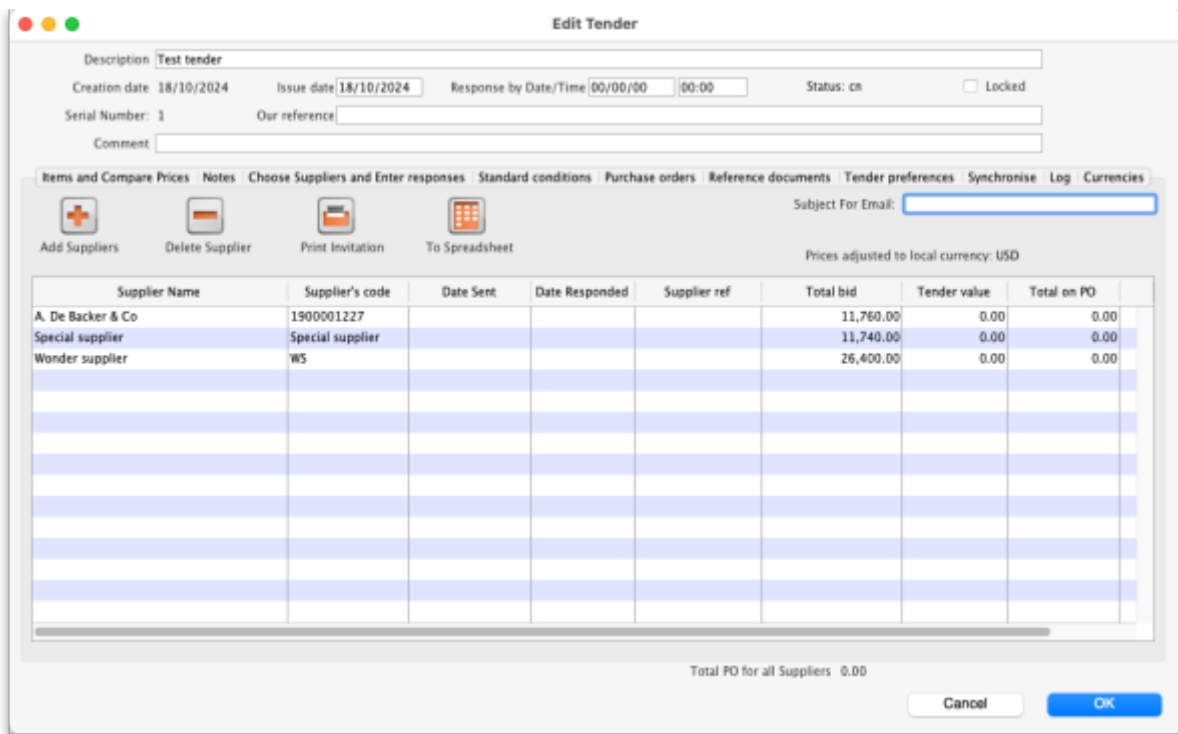 Edit Tender
Description Test tender
Creation date 18/10/2024 Issue date 18/10/2024 Response by Date/Time 00/00/00 00:00 Status: cn Locked
Serial Number: 1 Our reference
Comment
Items and Compare Prices Notes Choose Suppliers and Enter responses Standard conditions Purchase orders Reference documents Tender preferences Synchronise Log Currencies
Subject For Email:
Add Suppliers Delete Supplier Print Invitation To Spreadsheet
Prices adjusted to local currency: USD
Supplier Name Supplier's code Date Sent Date Responded Supplier ref Total bid Tender value Total on PO
A. De Backer & Co 1900001227 11,760.00 0.00 0.00
Special supplier Special supplier 11,740.00 0.00 0.00
Wonder supplier WS 26,400.00 0.00 0.00
Total PO for all Suppliers 0.00
Cancel OK